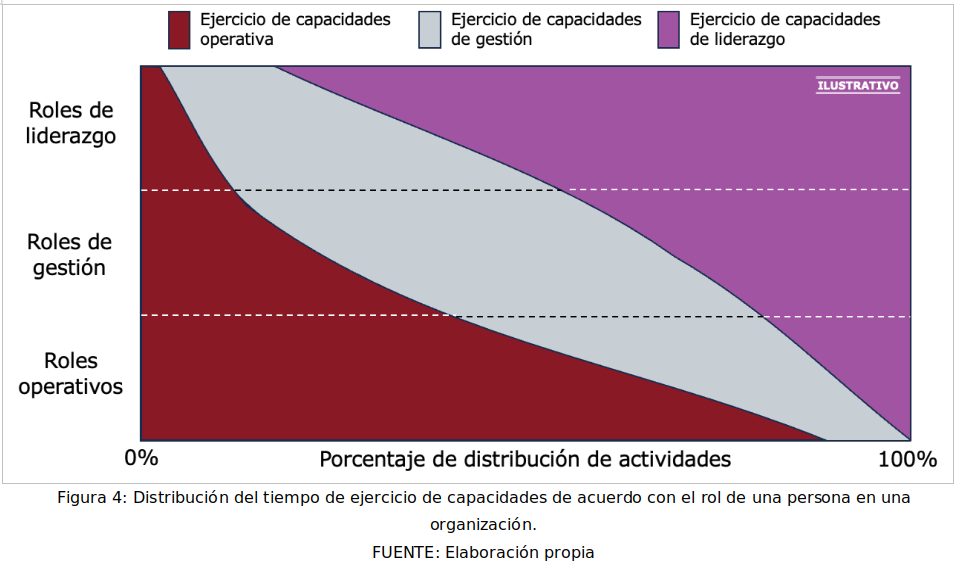 Ejercicio de capacidades
operativa
Ejercicio de capacidades
de gestión
Ejercicio de capacidades
de liderazgo
ILUSTRATIVO
Roles de
liderazgo
Roles de
gestión
Roles
operativos
0%
Porcentaje de distribución de actividades
100%
Figura 4: Distribución del tiempo de ejercicio de capacidades de acuerdo con el rol de una persona en una
organización.
FUENTE: Elaboración propia